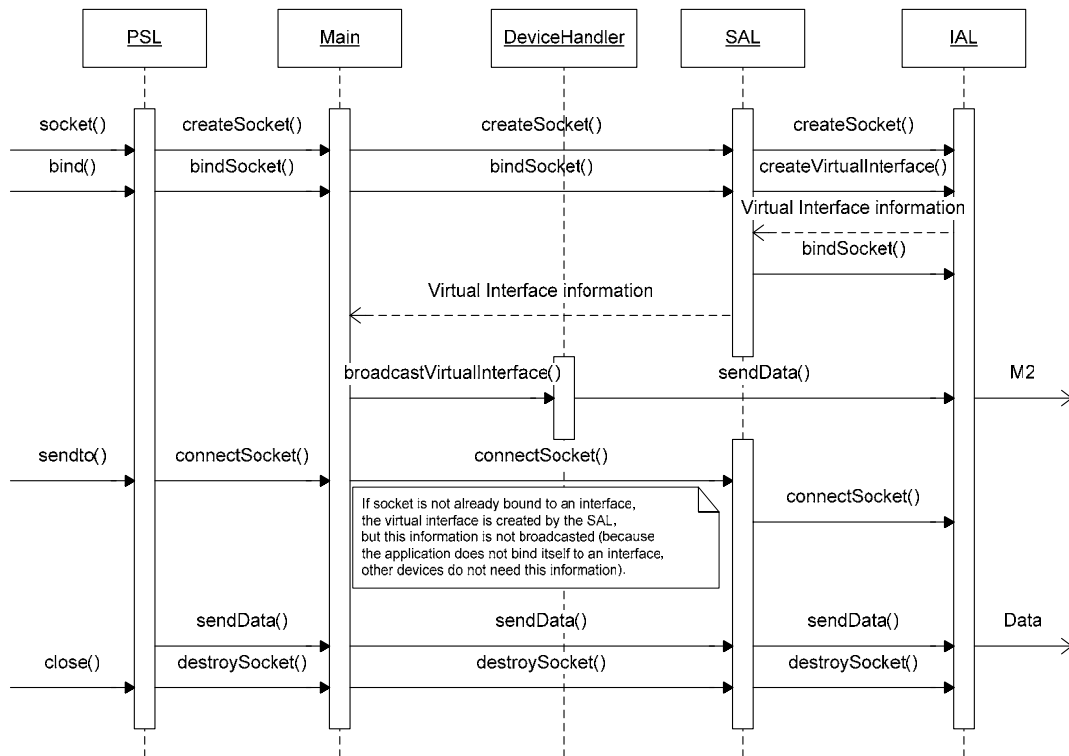 PSL Main DeviceHandler SAL IAL
socket() createSocket() createSocket() createSocket()
bind() bindSocket() bindSocket() createVirtualInterface()
Virtual Interface information
bindSocket()
Virtual Interface information
broadcastVirtualInterface() sendData() M2
sendto() connectSocket() connectSocket()
connectSocket()
If socket is not already bound to an interface,
the virtual interface is created by the SAL,
but this information is not broadcasted (because
the application does not bind itself to an interface,
other devices do not need this information).
sendData() sendData() sendData() Data
close() destroySocket() destroySocket() destroySocket()